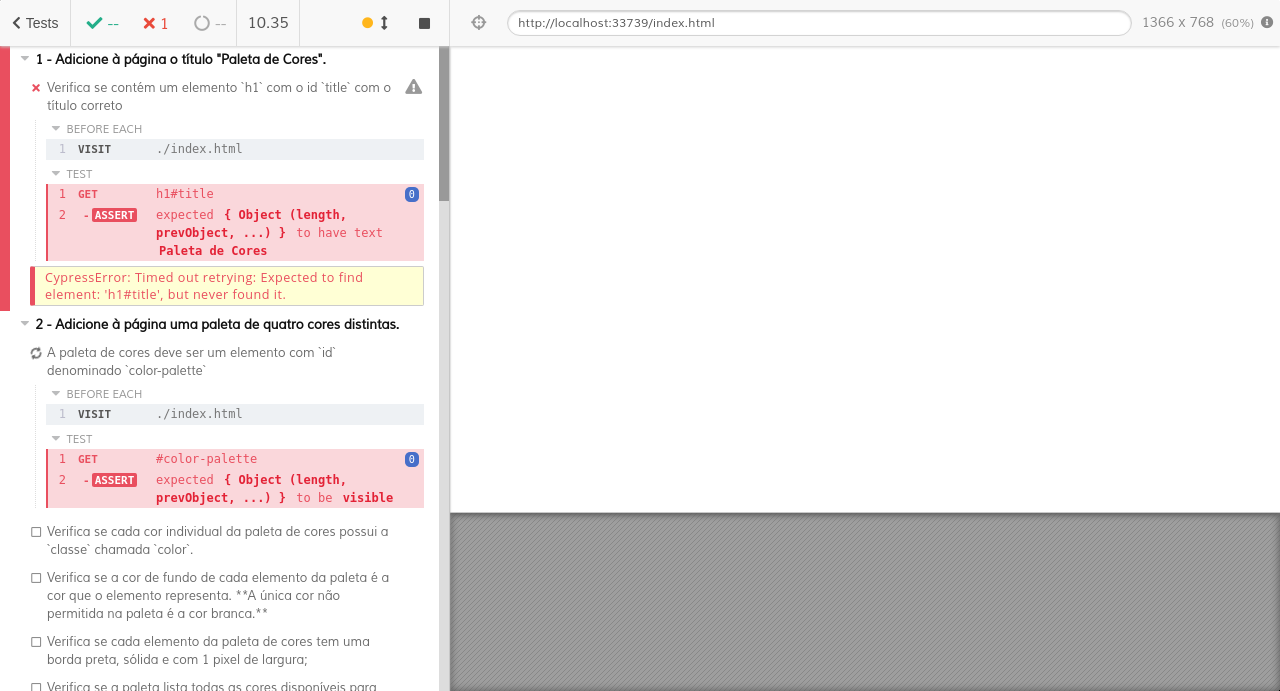 Tests
--
1
--
10.35
http://localhost:33739/index.html
1366 x 768 (60%)
1 - Adicione à página o título "Paleta de Cores".
Verifica se contém um elemento `h1` com o id `title` com o
título correto
BEFORE EACH
1 VISIT ./index.html
TEST
1 GET h1#title 0
2 -ASSERT expected { Object (length,
prevObject, ...) } to have text
Paleta de Cores
CypressError: Timed out retrying: Expected to find
element: 'h1#title', but never found it.
2 - Adicione à página uma paleta de quatro cores distintas.
A paleta de cores deve ser um elemento com `id`
denominado `color-palette`
BEFORE EACH
1 VISIT ./index.html
TEST
1 GET #color-palette 0
2 -ASSERT expected { Object (length,
prevObject, ...) } to be visible
Verifica se cada cor individual da paleta de cores possui a
`classe` chamada `color`.
Verifica se a cor de fundo de cada elemento da paleta é a
cor que o elemento representa. **A única cor não
permitida na paleta é a cor branca.**
Verifica se cada elemento da paleta de cores tem uma
borda preta, sólida e com 1 pixel de largura;
Verifica se a paleta lista todas as cores disponíveis para